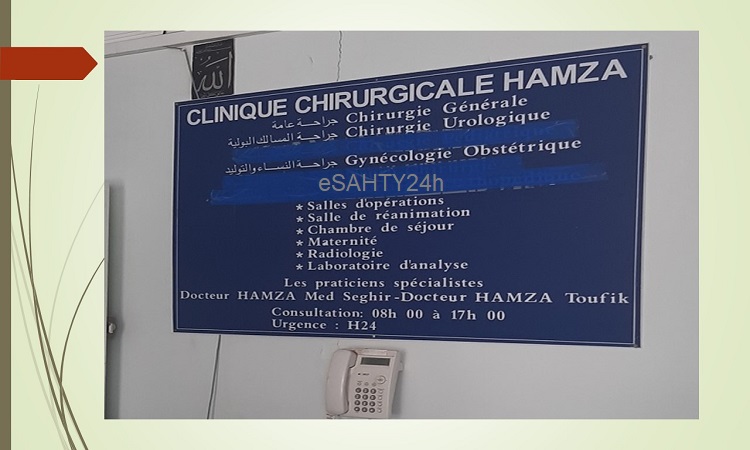 الله
CLINIQUE CHIRURGICALE HAMZA
جراحة عامة Chirurgie Générale
جراحة المسالك البولية Chirurgie Urologique
جراحة النساء والتوليد Gynécologie Obstétrique
eSAHTY24h
* Salles d'opérations
* Salle de réanimation
* Chambre de séjour
* Maternité
* Radiologie
* Laboratoire d'analyse
Les praticiens spécialistes
Docteur HAMZA Med Seghir-Docteur HAMZA Toufik
Consultation: 08h 00 à 17h 00
Urgence : H24